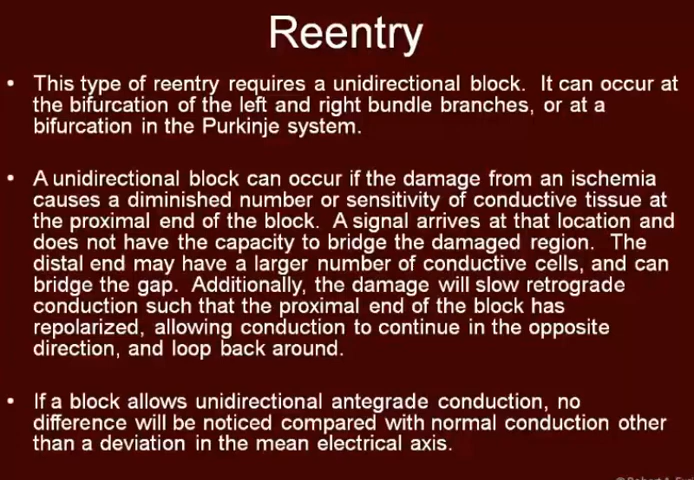 Reentry
• This type of reentry requires a unidirectional block. It can occur at
the bifurcation of the left and right bundle branches, or at a
bifurcation in the Purkinje system.
• A unidirectional block can occur if the damage from an ischemia
causes a diminished number or sensitivity of conductive tissue at
the proximal end of the block. A signal arrives at that location and
does not have the capacity to bridge the damaged region. The
distal end may have a larger number of conductive cells, and can
bridge the gap. Additionally, the damage will slow retrograde
conduction such that the proximal end of the block has
repolarized, allowing conduction to continue in the opposite
direction, and loop back around.
• If a block allows unidirectional antegrade conduction, no
difference will be noticed compared with normal conduction other
than a deviation in the mean electrical axis.